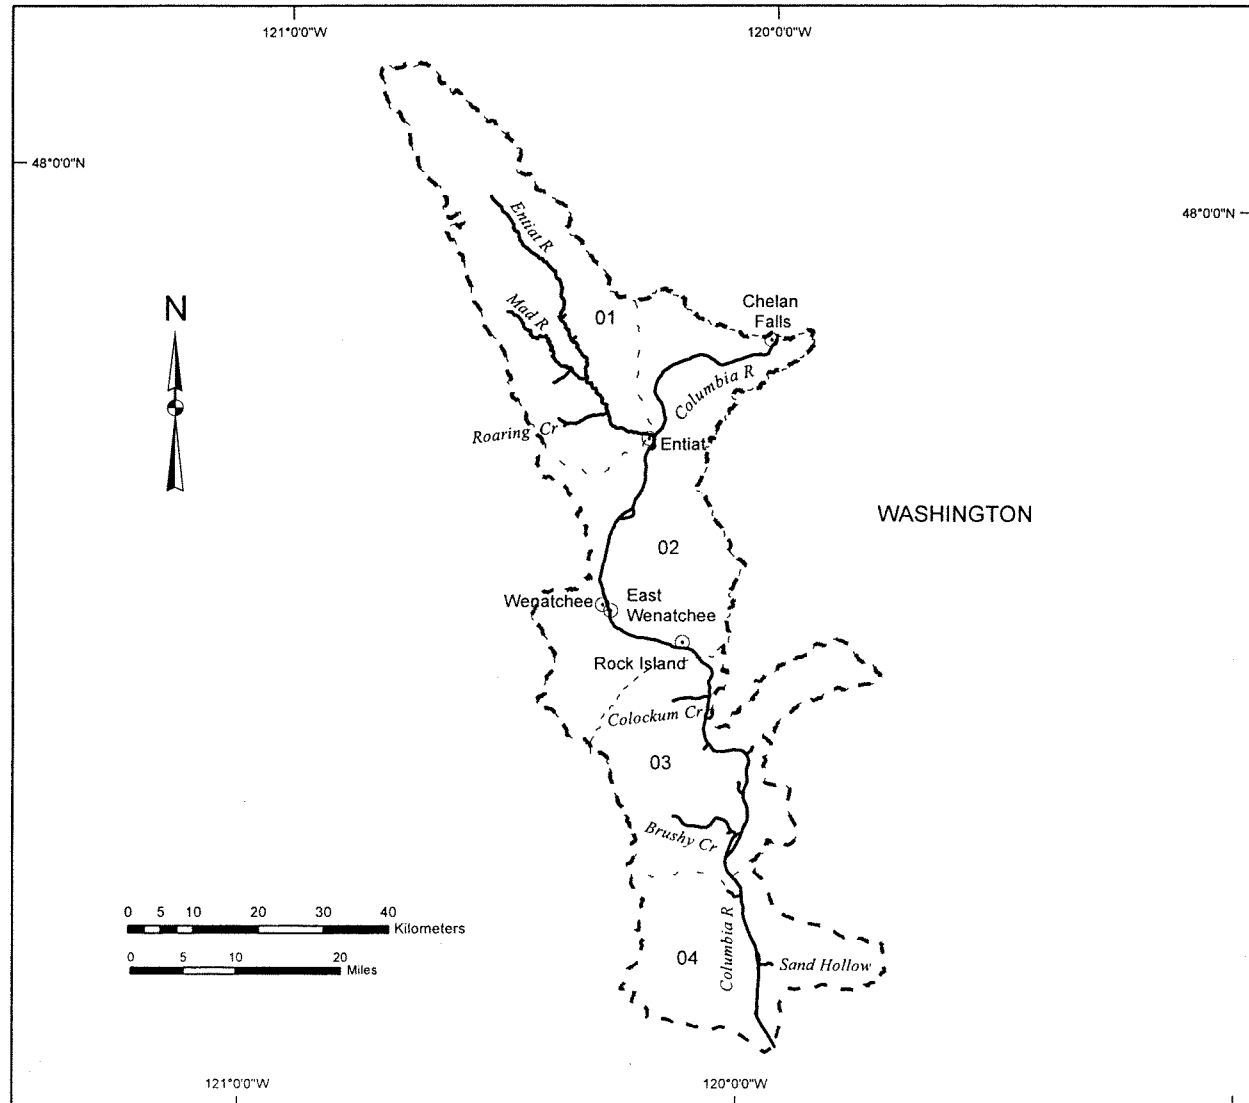 121°0'0"W
120°0'0"W
48°0'0"N
48°0'0"N
Entiat R
N
Mad R
01
Chelan
Falls
Columbia R
Roaring Cr
Entiat
WASHINGTON
02
Wenatchee
East
Wenatchee
Rock Island
Colockum Cr
03
Brushy Cr
0 5 10 20 30 40
Kilometers
Columbia R
04
Sand Hollow
0 5 10 20
Miles
121°0'0"W
120°0'0"W